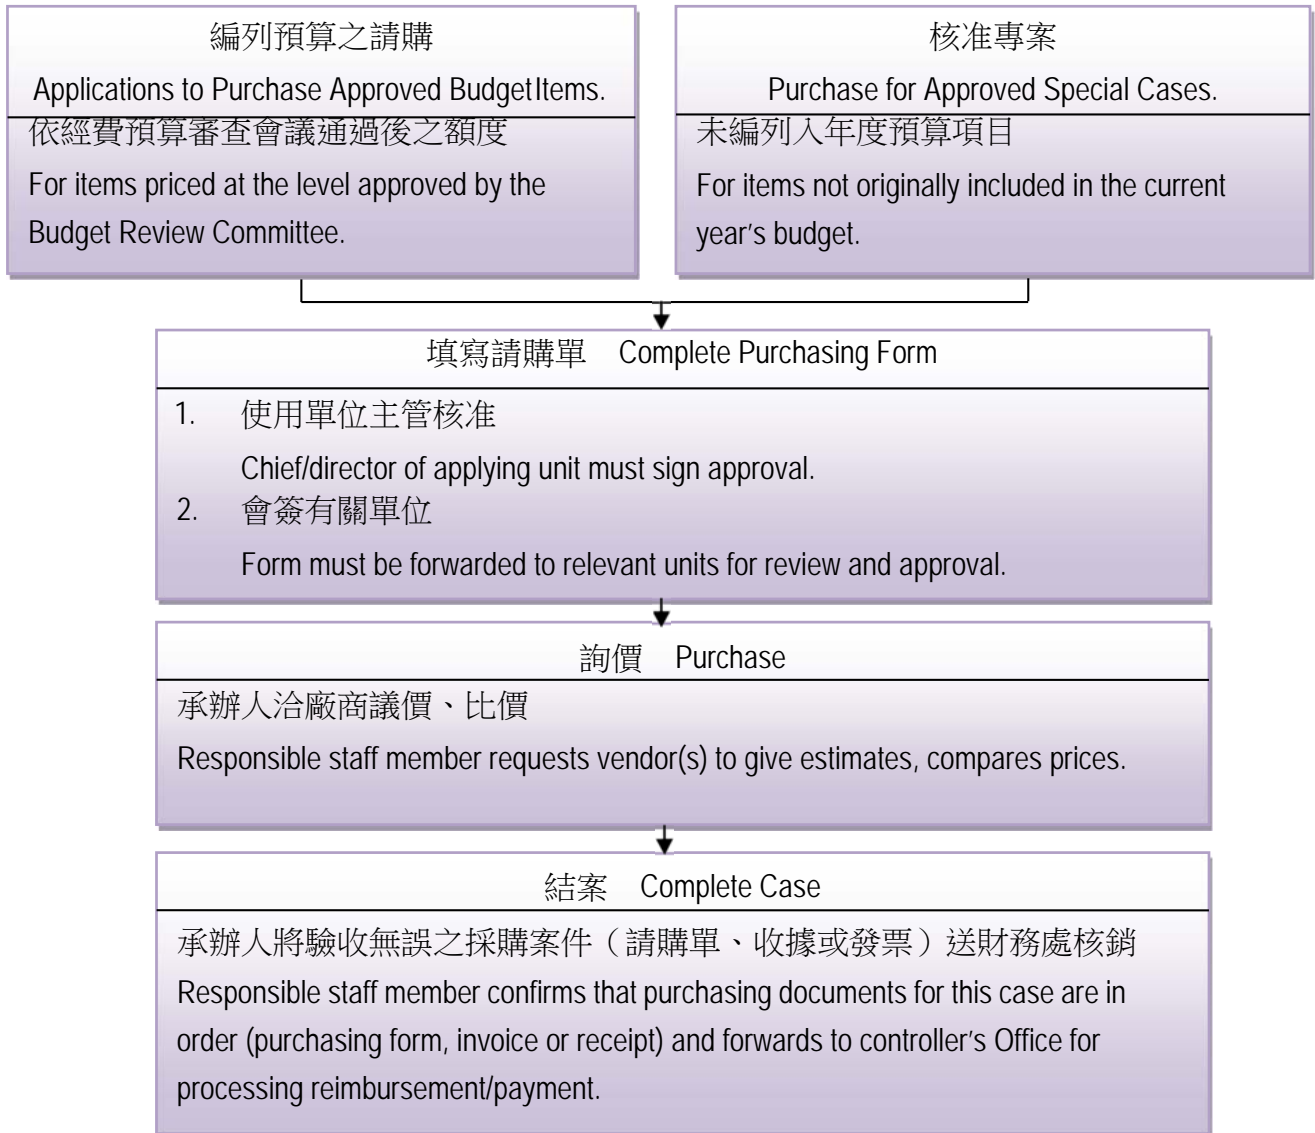 編列預算之請購
Applications to Purchase Approved Budget Items.
依經費預算審查會議通過後之額度
For items priced at the level approved by the
Budget Review Committee.
核准專案
Purchase for Approved Special Cases.
未編列入年度預算項目
For items not originally included in the current
year's budget.
填寫請購單 Complete Purchasing Form
1. 使用單位主管核准
Chief/director of applying unit must sign approval.
2. 會簽有關單位
Form must be forwarded to relevant units for review and approval.
詢價 Purchase
承辦人洽廠商議價、比價
Responsible staff member requests vendor(s) to give estimates, compares prices.
結案 Complete Case
承辦人將驗收無誤之採購案件（請購單、收據或發票）送財務處核銷
Responsible staff member confirms that purchasing documents for this case are in
order (purchasing form, invoice or receipt) and forwards to controller's Office for
processing reimbursement/payment.